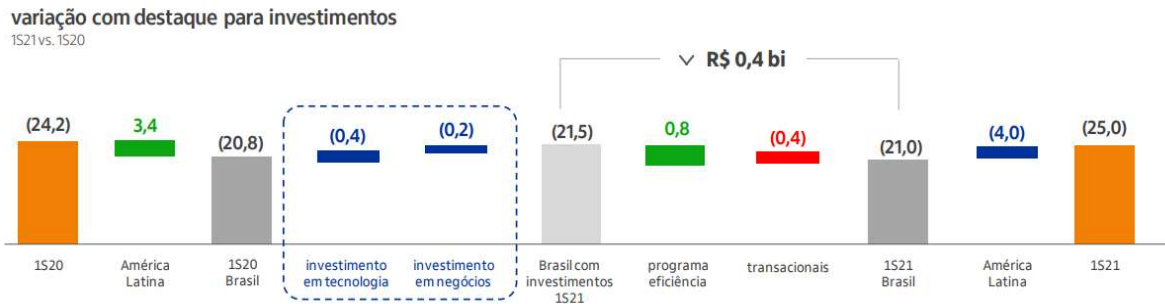 variação com destaque para investimentos
1S21 vs. 1S20
R$ 0,4 bi
(24,2)
3,4
(20,8)
(0,4)
(0,2)
(21,5)
0,8
(0,4)
(21,0)
(4,0)
(25,0)
1S20
América
Latina
1S20
Brasil
investimento
em tecnologia
investimento
em negócios
Brasil com
investimentos
1S21
programa
eficiência
transacionais
1S21
Brasil
América
Latina
1S21